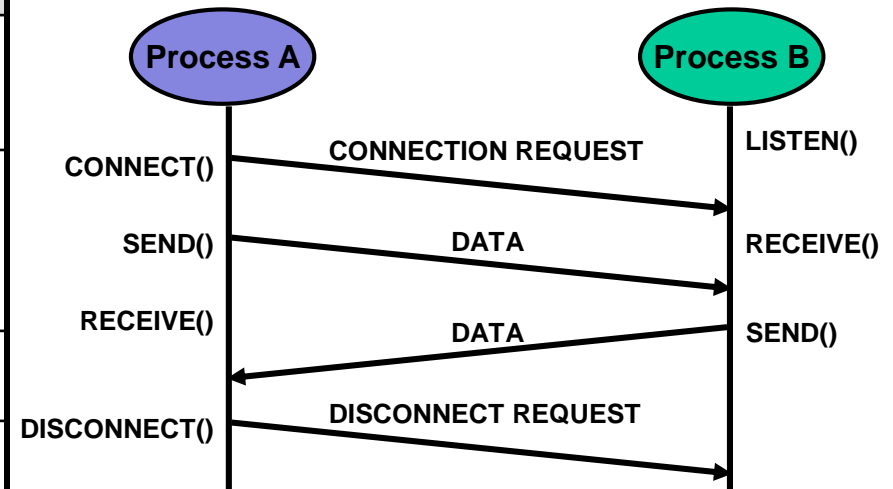 Process A
Process B
CONNECTION REQUEST
LISTEN()
CONNECT()
SEND()
DATA
RECEIVE()
RECEIVE()
DATA
SEND()
DISCONNECT()
DISCONNECT REQUEST